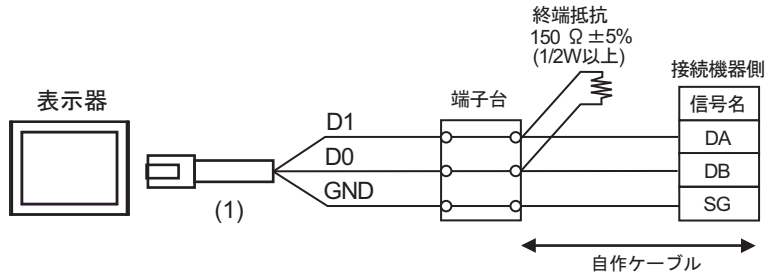 終端抵抗
150 Ω ±5%
(1/2W以上)
接続機器側
表示器
端子台
信号名
D1
DA
D0
DB
GND
SG
(1)
自作ケーブル